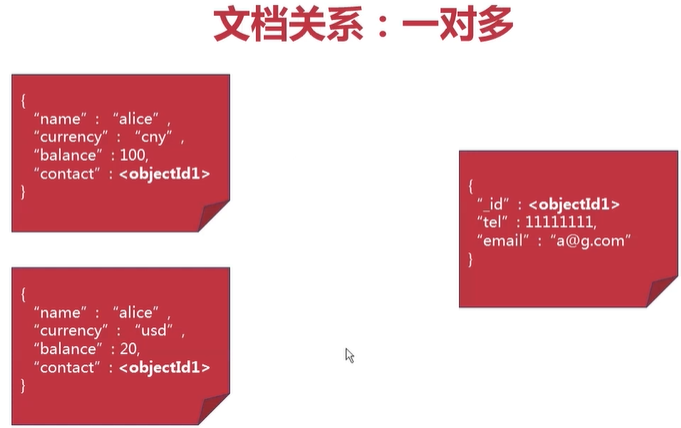 文档关系：一对多
{
“name”: “alice”,
“currency”: “cny”,
“balance”: 100,
“contact”: <objectId1>
}
{
“name”: “alice”,
“currency”: “usd”,
“balance”: 20,
“contact”: <objectId1>
}
{
“_id”: <objectId1>
“tel”: 11111111,
“email”: “a@g.com”
}